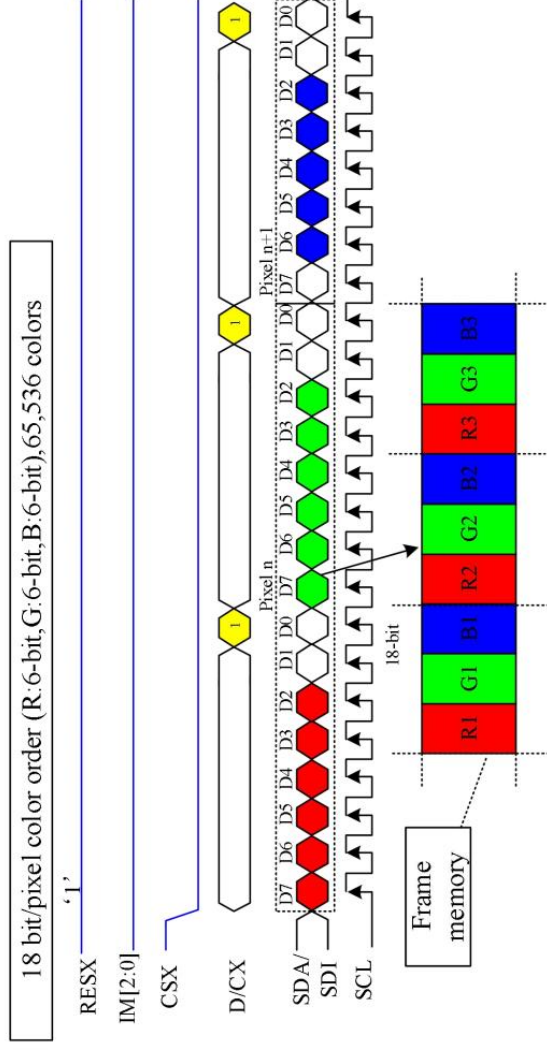 18 bit/pixel color order (R:6-bit,G:6-bit,B:6-bit),65,536 colors
RESX
‘1’
IM[2:0]
CSX
D/CX
1
1
1
Pixel n
Pixel n+1
SDA/
SDI
D7 D6 D5 D4 D3 D2 D1 D0 D7 D6 D5 D4 D3 D2 D1 D0 D7 D6 D5 D4 D3 D2 D1 D0
SCL
18-bit
Frame
memory
R1 G1 B1 R2 G2 B2 R3 G3 B3